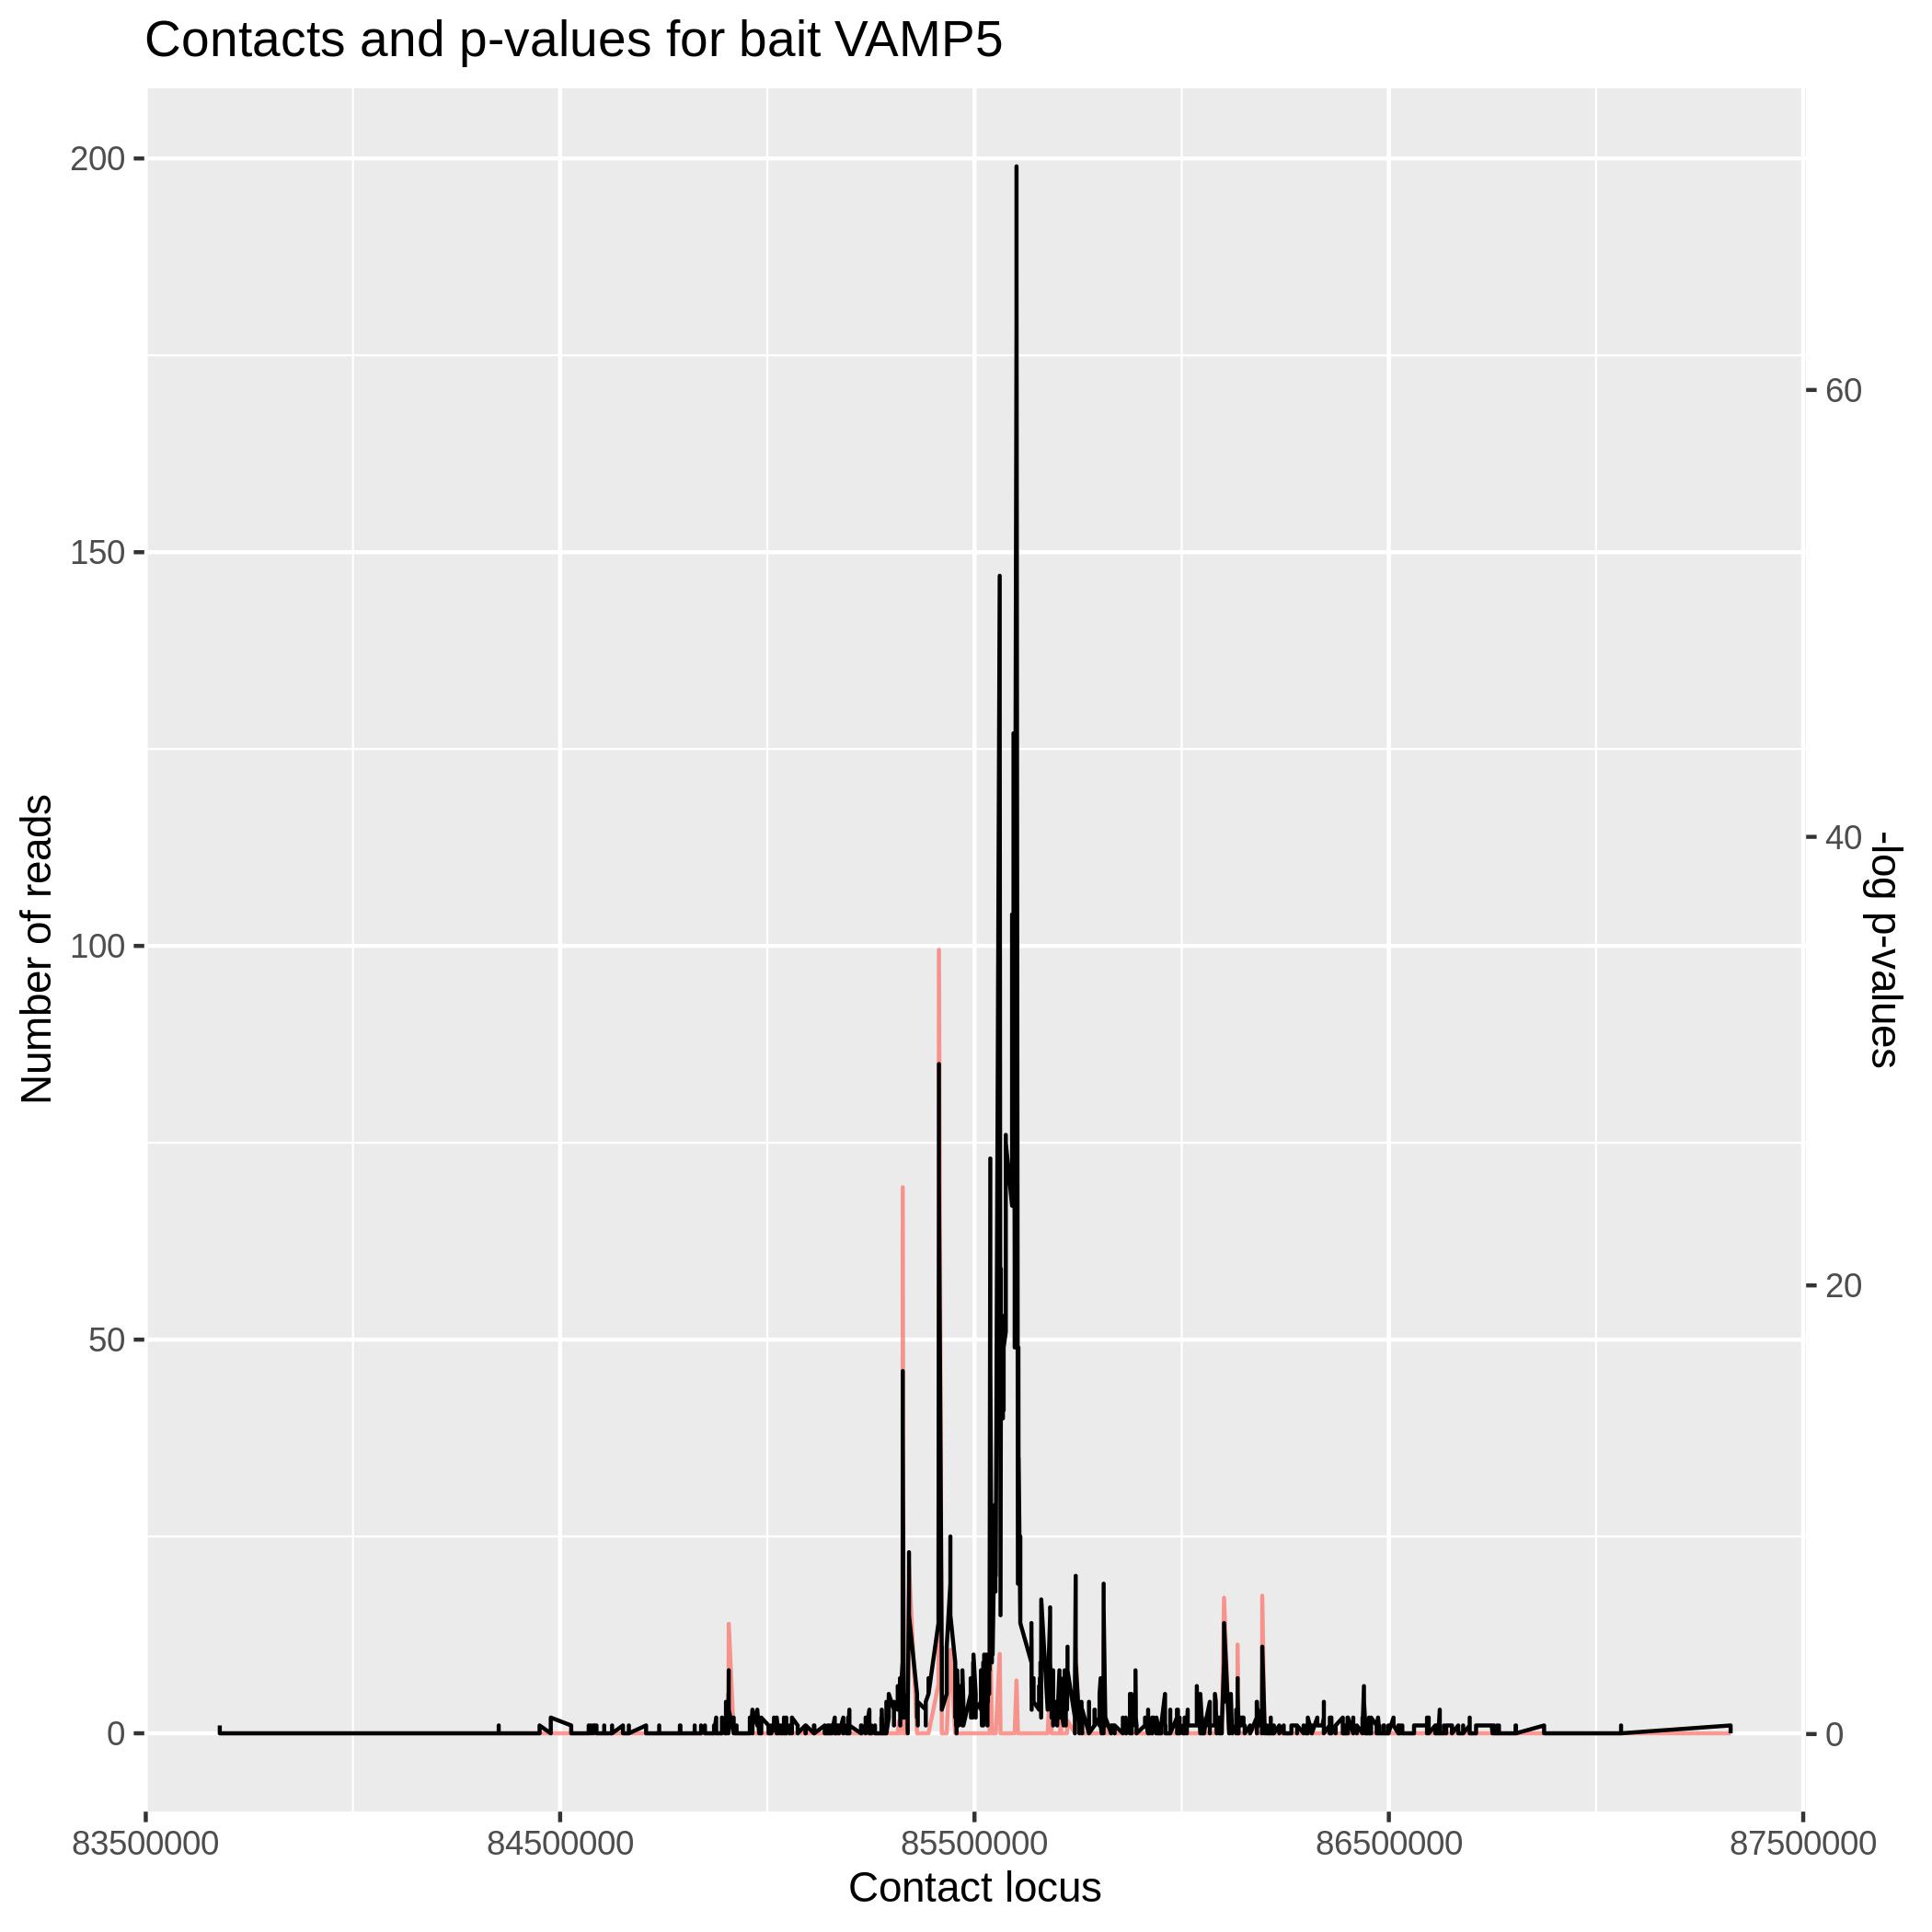 Contacts and p-values for bait VAMP5
200
150
100
50
0
Number of reads
60
40
20
0
-log p-values
83500000 84500000 85500000 86500000 87500000
Contact locus